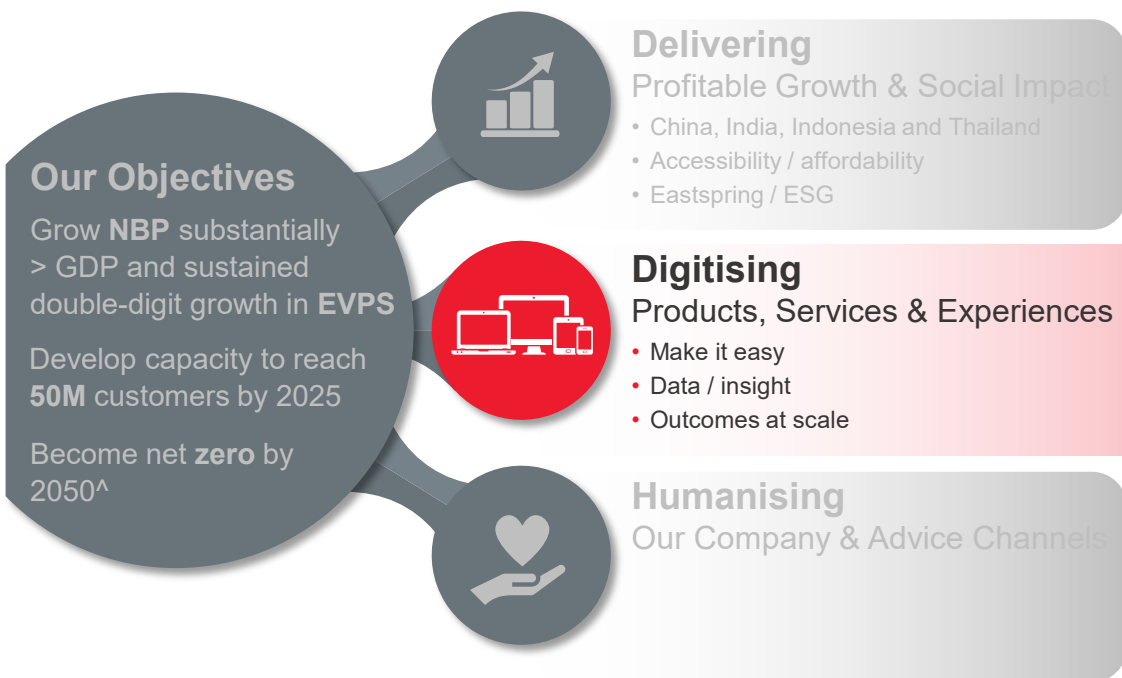 Our Objectives
Grow NBP substantially
> GDP and sustained
double-digit growth in EVPS
Develop capacity to reach
50M customers by 2025
Become net zero by
2050^
Delivering
Profitable Growth & Social Impact
• China, India, Indonesia and Thailand
• Accessibility / affordability
• Eastspring / ESG
Digitising
Products, Services & Experiences
• Make it easy
• Data / insight
• Outcomes at scale
Humanising
Our Company & Advice Channels